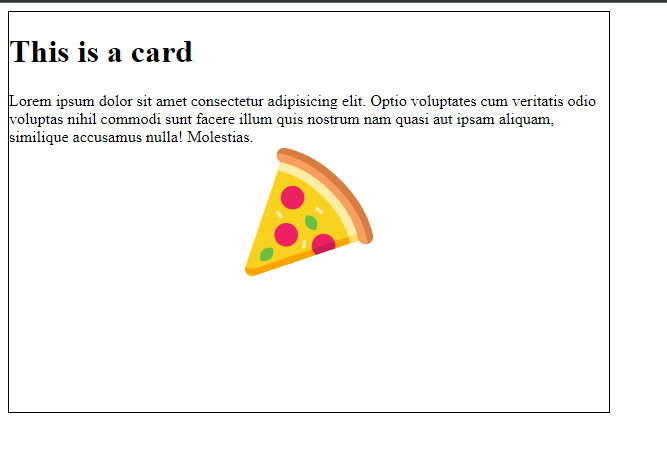 This is a card
Lorem ipsum dolor sit amet consectetur adipisicing elit. Optio voluptates cum veritatis odio
voluptas nihil commodi sunt facere illum quis nostrum nam quasi aut ipsam aliquam,
similique accusamus nulla! Molestias.